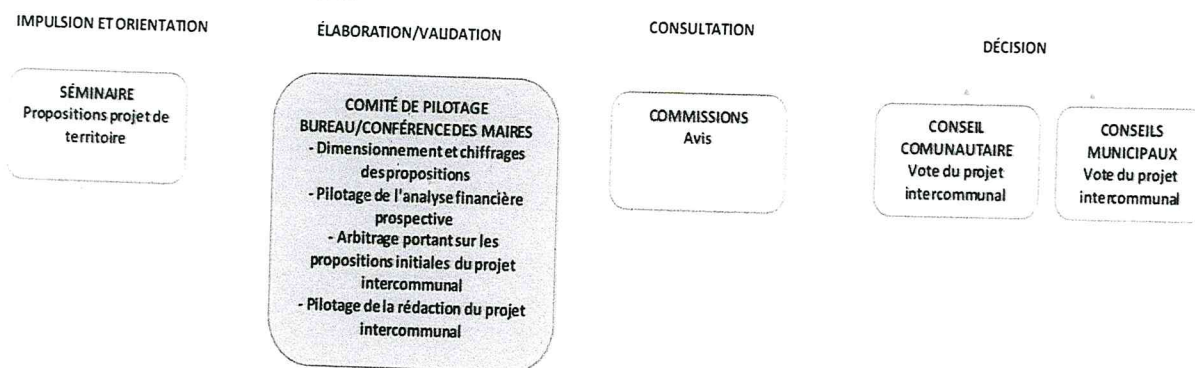 IMPULSION ET ORIENTATION
SÉMINAIRE
Propositions projet de
territoire
ÉLABORATION/VALIDATION
COMITÉ DE PILOTAGE
BUREAU/CONFÉRENCEDES MAIRES
- Dimensionnement et chiffrages
despropositions
- Pilotage de l'analyse financière
prospective
- Arbitrage portant sur les
propositions initiales du projet
intercommunal
- Pilotage de la rédaction du projet
intercommunal
CONSULTATION
COMMISSIONS
Avis
DÉCISION
CONSEIL
COMUNAUTAIRE
Vote du projet
intercommunal
CONSEILS
MUNICIPAUX
Vote du projet
intercommunal